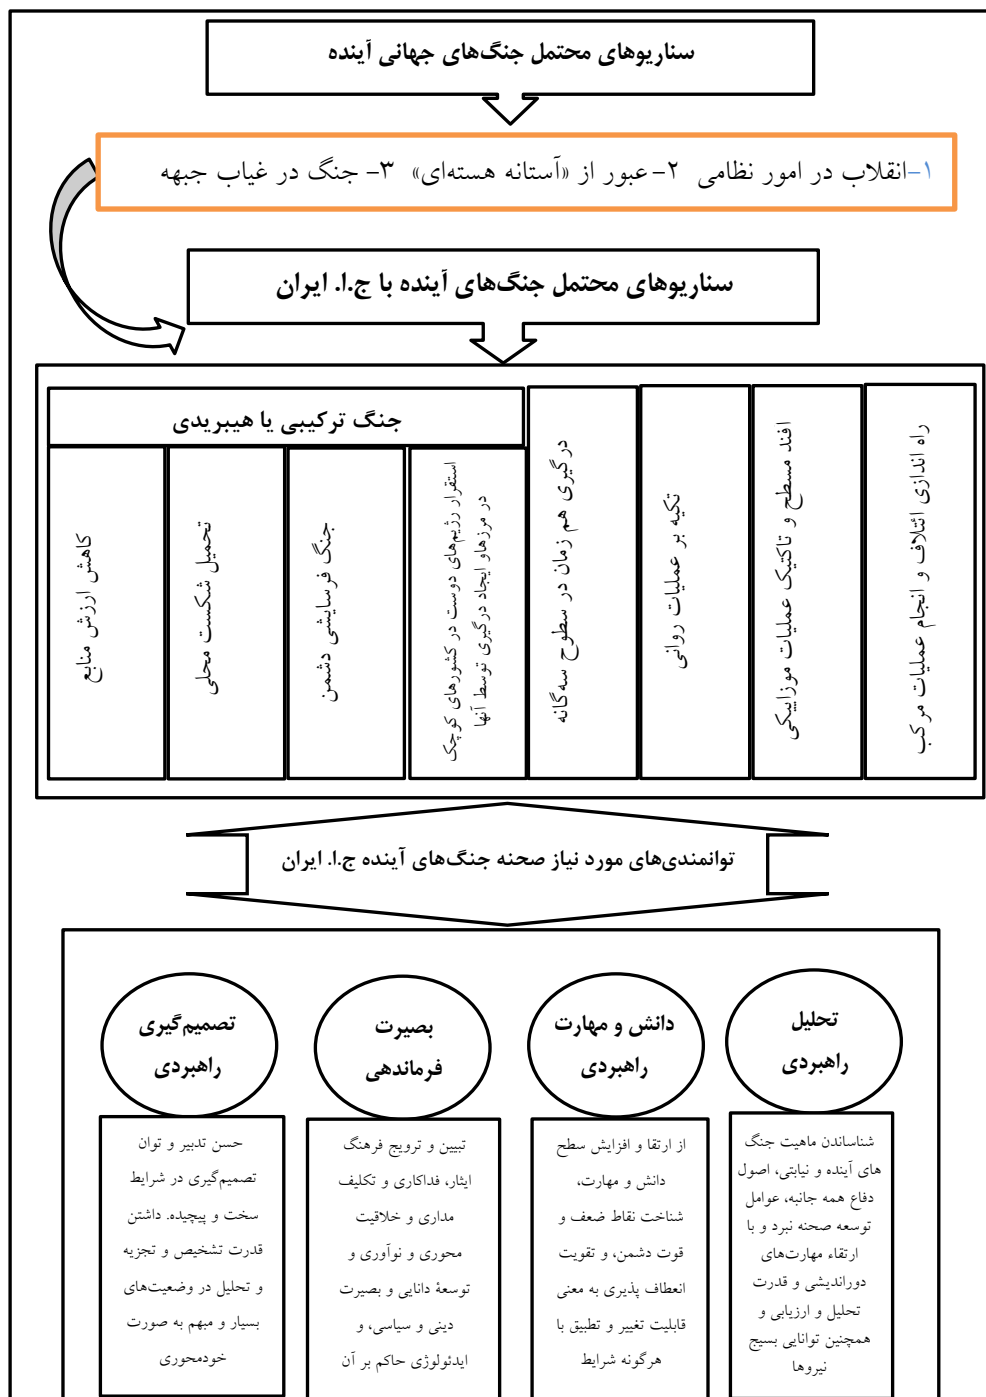 سناریوهای محتمل جنگ‌های جهانی آینده
۱-انقلاب در امور نظامی ۲-عبور از «آستانه هسته‌ای» ۳- جنگ در غیاب جبهه
سناریوهای محتمل جنگ‌های آینده با ج.ا. ایران
راه اندازی ائتلاف و انجام عملیات مرکب
افند مسطح و تاکتیک عملیات موزاییکی
تکیه بر عملیات روانی
درگیری هم زمان در سطوح سه‌گانه
جنگ ترکیبی یا هیبریدی
استقرار رژیم‌های دوست در کشورهای کوچک
در مرزهاو ایجاد درگیری توسط آنها
جنگ فرسایشی دشمن
تحمیل شکست محلی
کاهش ارزش منابع
توانمندی‌های مورد نیاز صحنه جنگ‌های آینده ج.ا. ایران
تحلیل
راهبردی
شناساندن ماهیت جنگ
های آینده و نیابتی، اصول
دفاع همه جانبه، عوامل
توسعه صحنه نبرد و با
ارتقاء مهارت‌های
دوراندیشی و قدرت
تحلیل و ارزیابی و
همچنین توانایی بسیج
نیروها
دانش و مهارت
راهبردی
از ارتقا و افزایش سطح
دانش و مهارت،
شناخت نقاط ضعف و
قوت دشمن، و تقویت
انعطاف پذیری به معنی
قابلیت تغییر و تطبیق با
هرگونه شرایط
بصیرت
فرماندهی
تبیین و ترویج فرهنگ
ایثار، فداکاری و تکلیف
مداری و خلاقیت
محوری و نوآوری و
توسعۀ دانایی و بصیرت
دینی و سیاسی، و
ایدئولوژی حاکم بر آن
تصمیم‌گیری
راهبردی
حسن تدبیر و توان
تصمیم‌گیری در شرایط
سخت و پیچیده. داشتن
قدرت تشخیص و تجزیه
و تحلیل در وضعیت‌های
بسیار و مبهم به صورت
خودمحوری